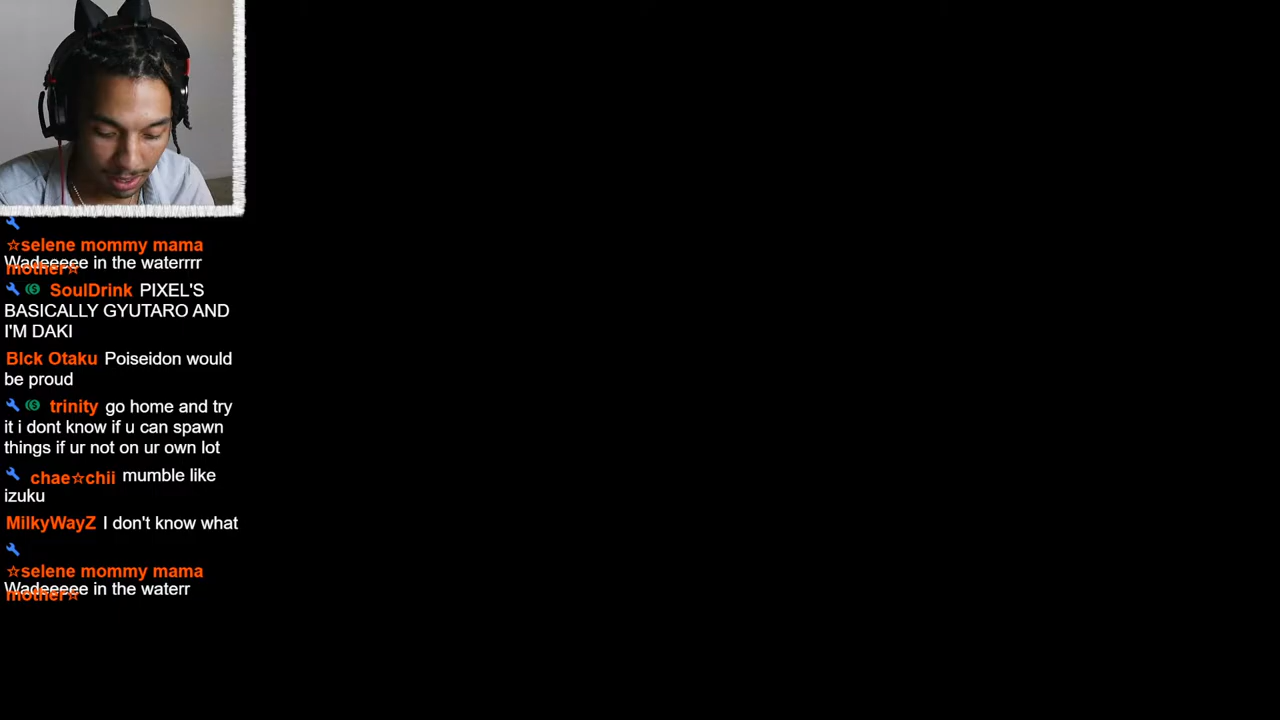 ☆selene mommy mama
mother☆
Wadeeeee in the waterrrr
SoulDrink PIXEL'S
BASICALLY GYUTARO AND
I'M DAKI
Blck Otaku Poiseidon would
be proud
trinity go home and try
it i dont know if u can spawn
things if ur not on ur own lot
chae☆chii mumble like
izuku
MilkyWayZ I don't know what
☆selene mommy mama
mother☆
Wadeeeee in the waterr